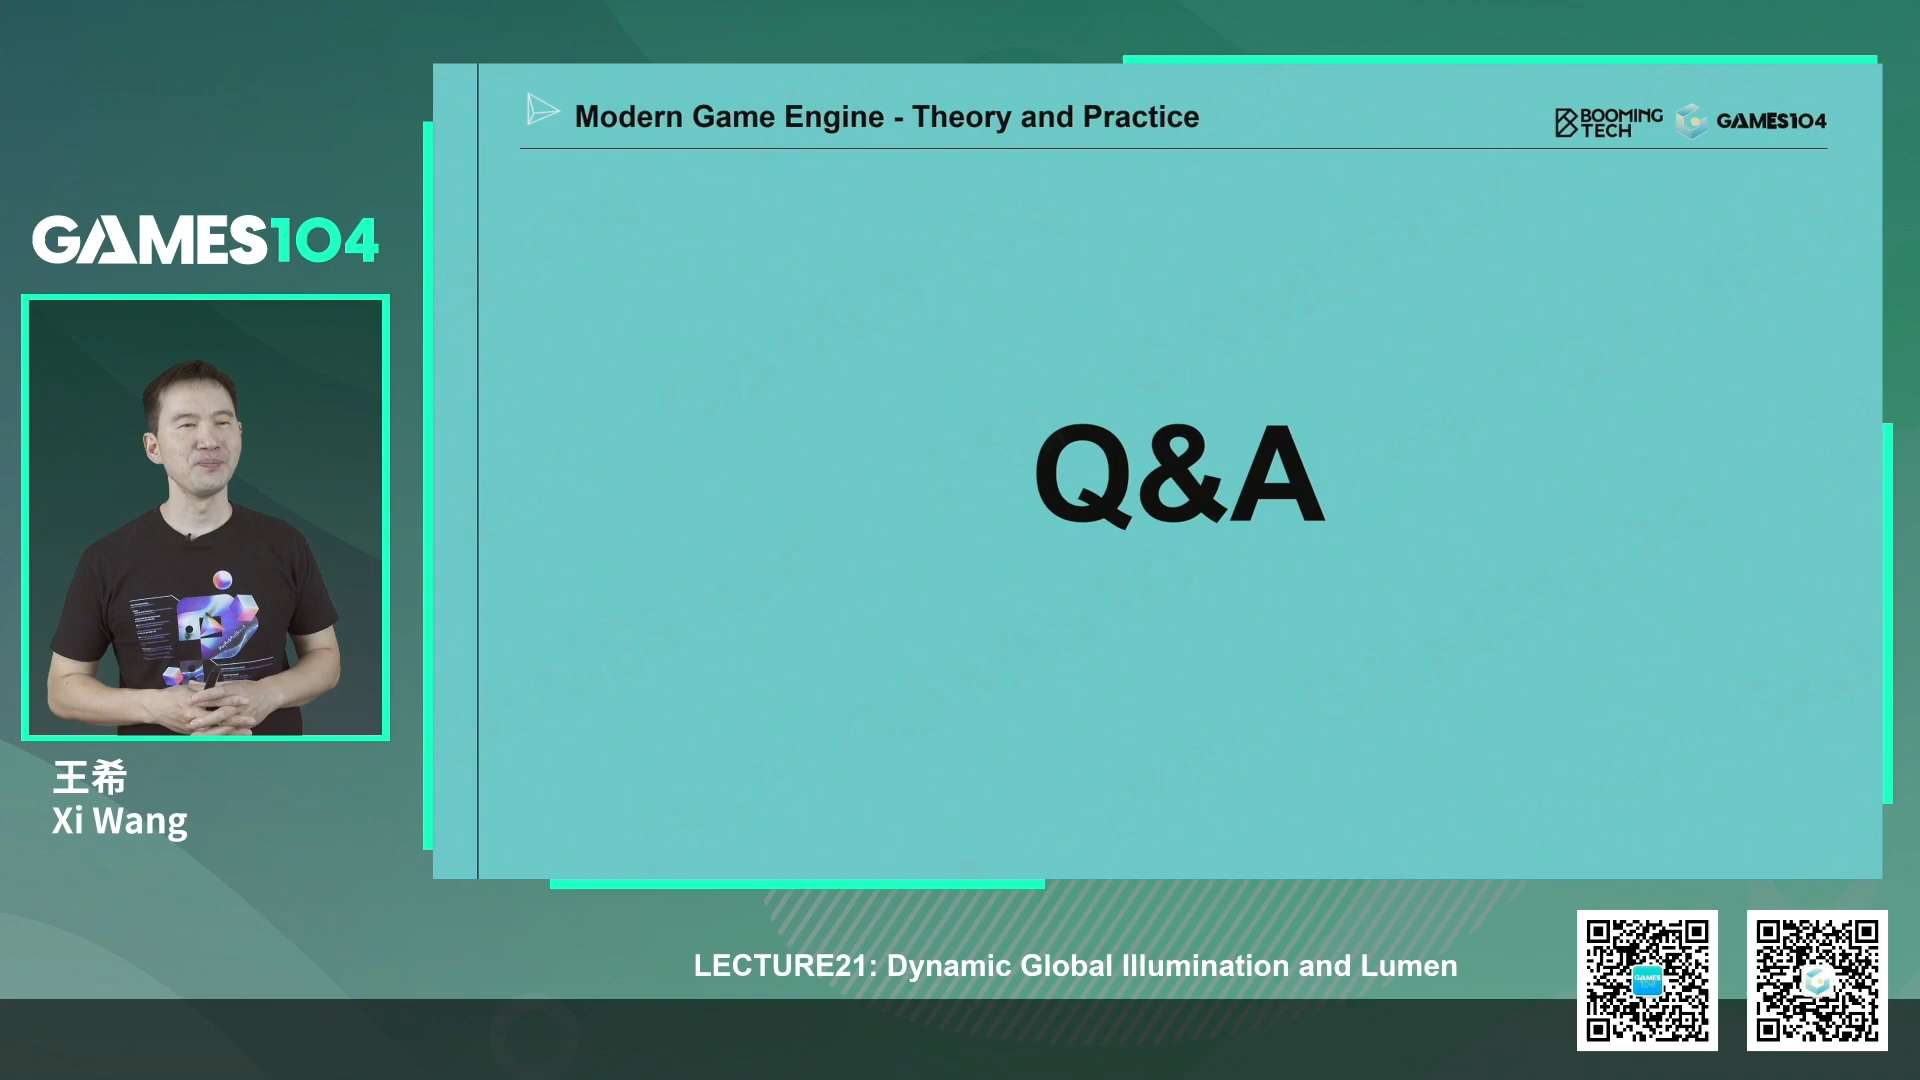 Modern Game Engine - Theory and Practice
BOOMING
TECH
GAMES104
GAMES104
Q&A
王希
Xi Wang
LECTURE21: Dynamic Global Illumination and Lumen